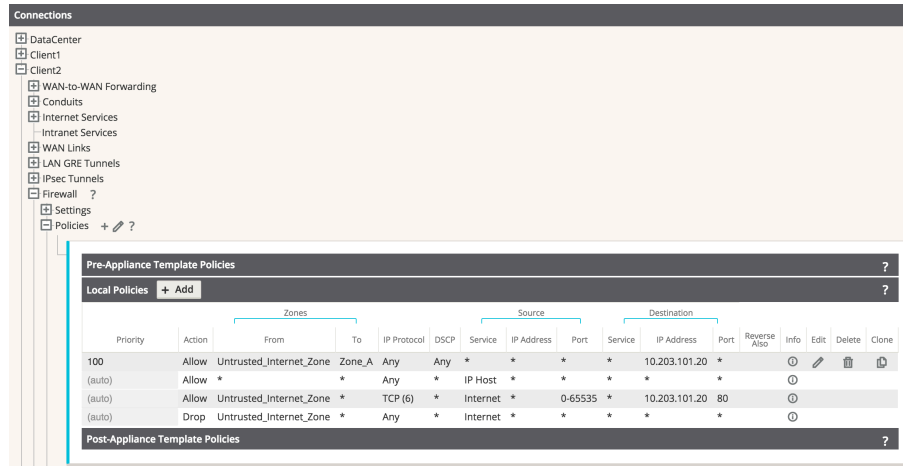 Connections
DataCenter
Client1
Client2
WAN-to-WAN Forwarding
Conduits
Internet Services
Intranet Services
WAN Links
LAN GRE Tunnels
IPsec Tunnels
Firewall ?
Settings
Policies + ?
Pre-Appliance Template Policies ?
Local Policies + Add ?
Zones Source Destination
Priority Action From To IP Protocol DSCP Service IP Address Port Service IP Address Port Reverse Also Info Edit Delete Clone
100 Allow Untrusted_Internet_Zone Zone_A Any Any * * * * 10.203.101.20 *
(auto) Allow * * Any * IP Host * * * * *
(auto) Allow Untrusted_Internet_Zone * TCP (6) * Internet * 0-65535 * 10.203.101.20 80
(auto) Drop Untrusted_Internet_Zone * Any * Internet * * * * *
Post-Appliance Template Policies ?